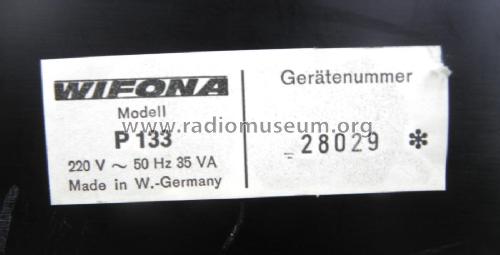 WIFONA
Modell
P 133
220 V ~ 50 Hz 35 VA
Made in W.-Germany
Gerätenummer
28029 *
www.radiomuseum.org